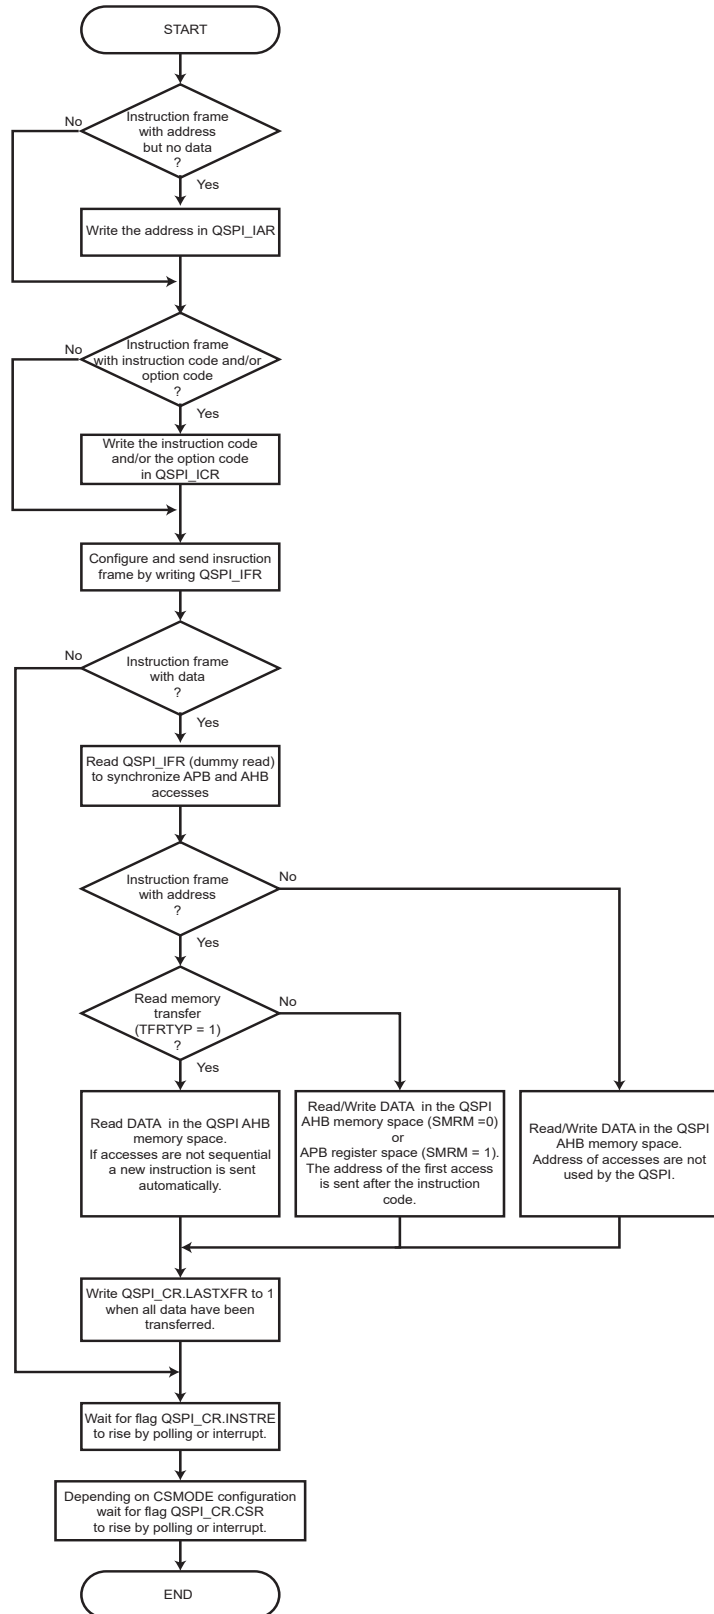 START
Instruction frame
with address
but no data
?
No
Yes
Write the address in QSPI_IAR
Instruction frame
with instruction code and/or
option code
?
No
Yes
Write the instruction code
and/or the option code
in QSPI_ICR
Configure and send insruction
frame by writing QSPI_IFR
Instruction frame
with data
?
No
Yes
Read QSPI_IFR (dummy read)
to synchronize APB and AHB
accesses
Instruction frame
with address
?
No
Yes
Read memory
transfer
(TFRTYP = 1)
?
No
Yes
Read DATA in the QSPI AHB
memory space.
If accesses are not sequential
a new instruction is sent
automatically.
Read/Write DATA in the QSPI
AHB memory space (SMRM =0)
or
APB register space (SMRM = 1).
The address of the first access
is sent after the instruction
code.
Read/Write DATA in the QSPI
AHB memory space.
Address of accesses are not
used by the QSPI.
Write QSPI_CR.LASTXFR to 1
when all data have been
transferred.
Wait for flag QSPI_CR.INSTRE
to rise by polling or interrupt.
Depending on CSMODE configuration
wait for flag QSPI_CR.CSR
to rise by polling or interrupt.
END